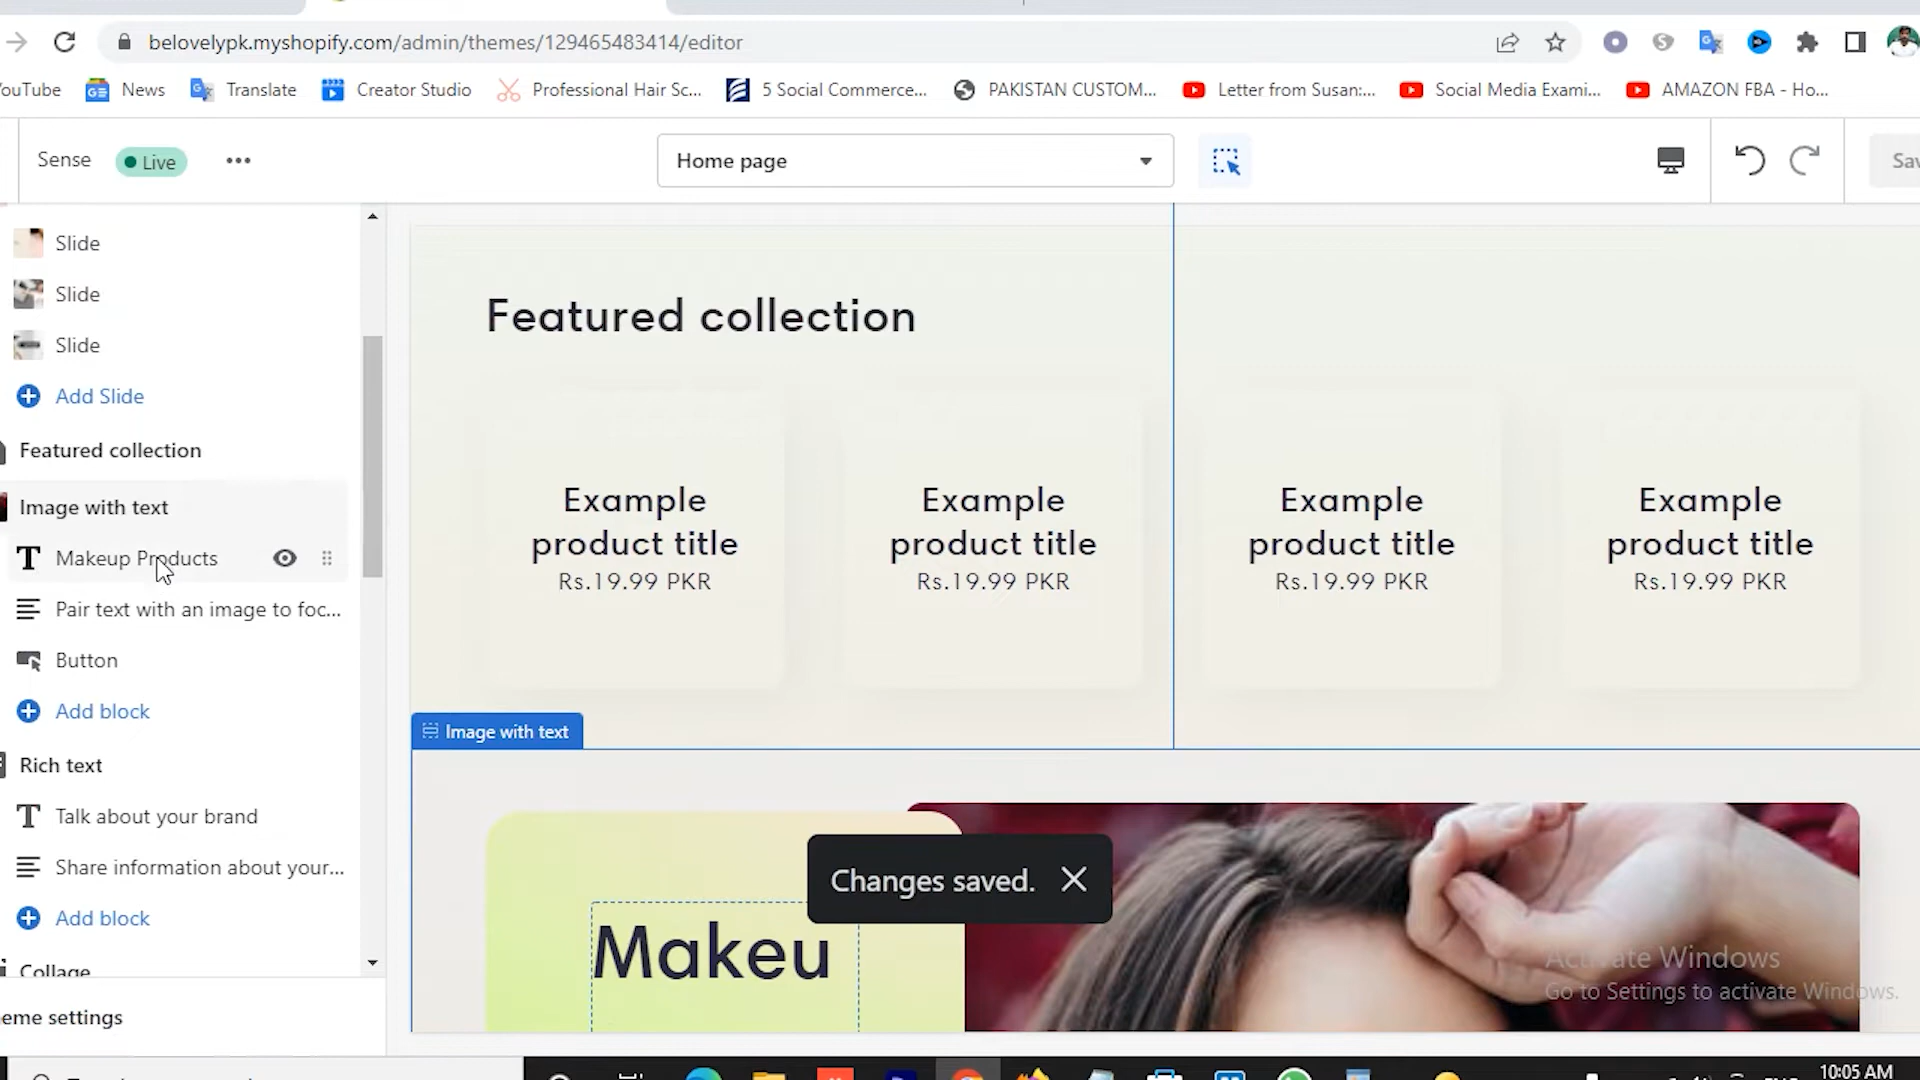 belovelypk.myshopify.com/admin/themes/129465483414/editor
ouTube News Translate Creator Studio Professional Hair Sc... 5 Social Commerce... PAKISTAN CUSTOM... Letter from Susan:... Social Media Exami... AMAZON FBA - Ho...
Sense Live Home page Sav
Slide
Slide
Slide
Add Slide
Featured collection
Image with text
Makeup Products
Pair text with an image to foc...
Button
Add block
Rich text
Talk about your brand
Share information about your...
Add block
Collage
eme settings
Featured collection
Example
product title
Rs.19.99 PKR
Example
product title
Rs.19.99 PKR
Example
product title
Rs.19.99 PKR
Example
product title
Rs.19.99 PKR
Image with text
Changes saved.
Makeu
Activate Windows
Go to Settings to activate Windows.
10:05 AM